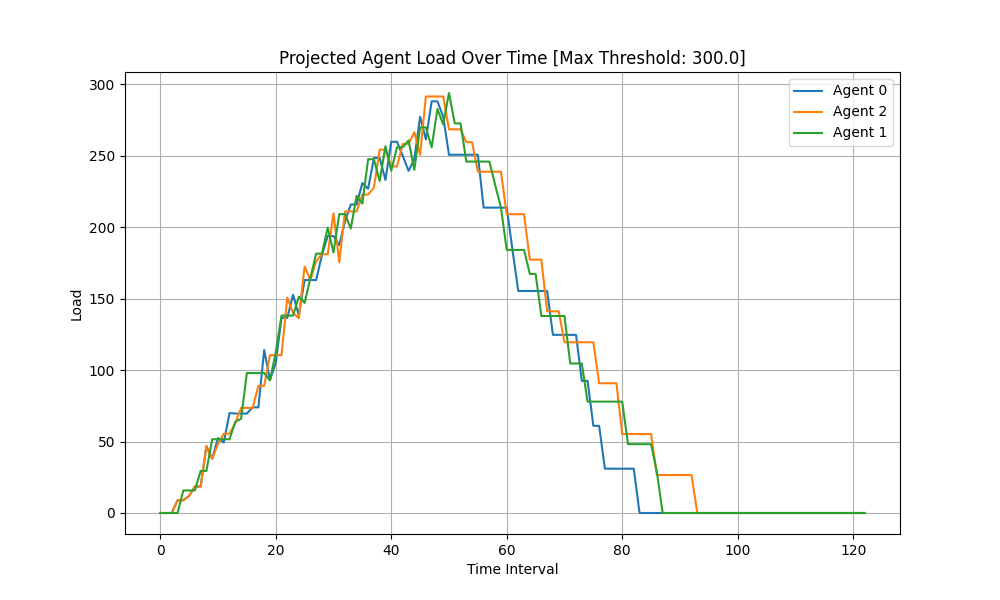 Projected Agent Load Over Time [Max Threshold: 300.0]
Agent 0
Agent 2
Agent 1
Load
300
250
200
150
100
50
0
0 20 40 60 80 100 120
Time Interval